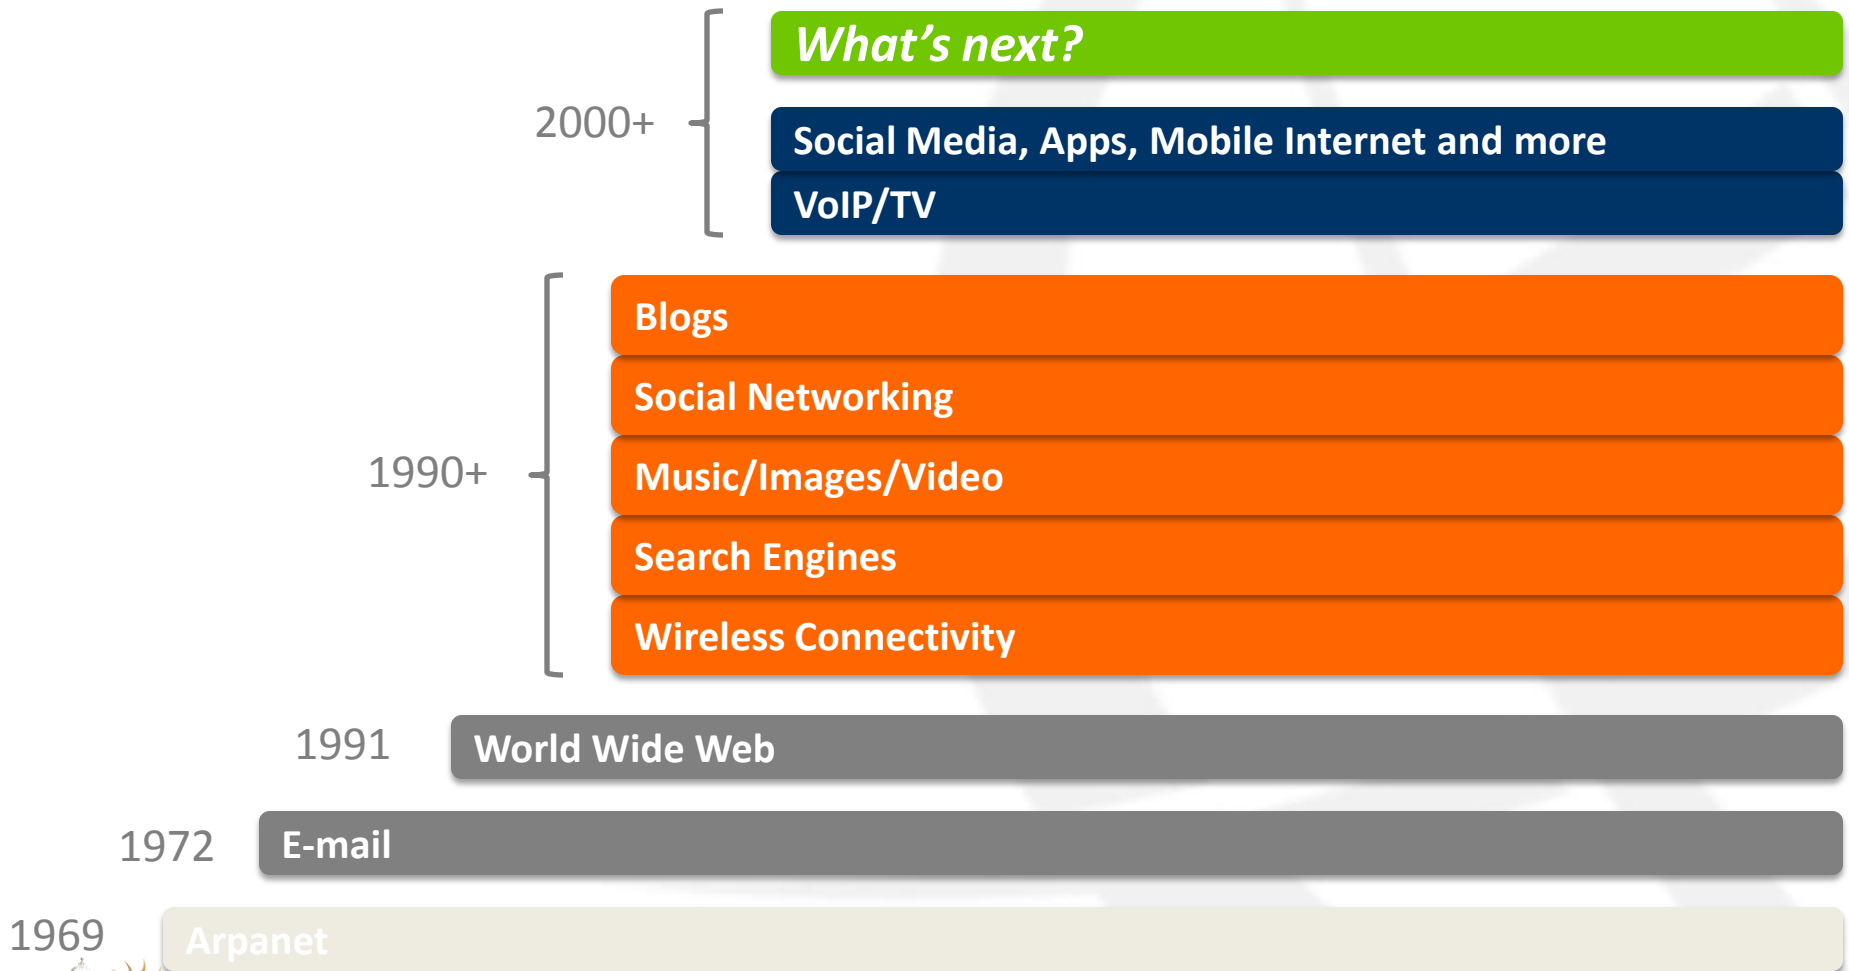 What's next?
2000+
Social Media, Apps, Mobile Internet and more
VoIP/TV
Blogs
Social Networking
1990+
Music/Images/Video
Search Engines
Wireless Connectivity
1991
World Wide Web
1972
E-mail
1969
Arpanet